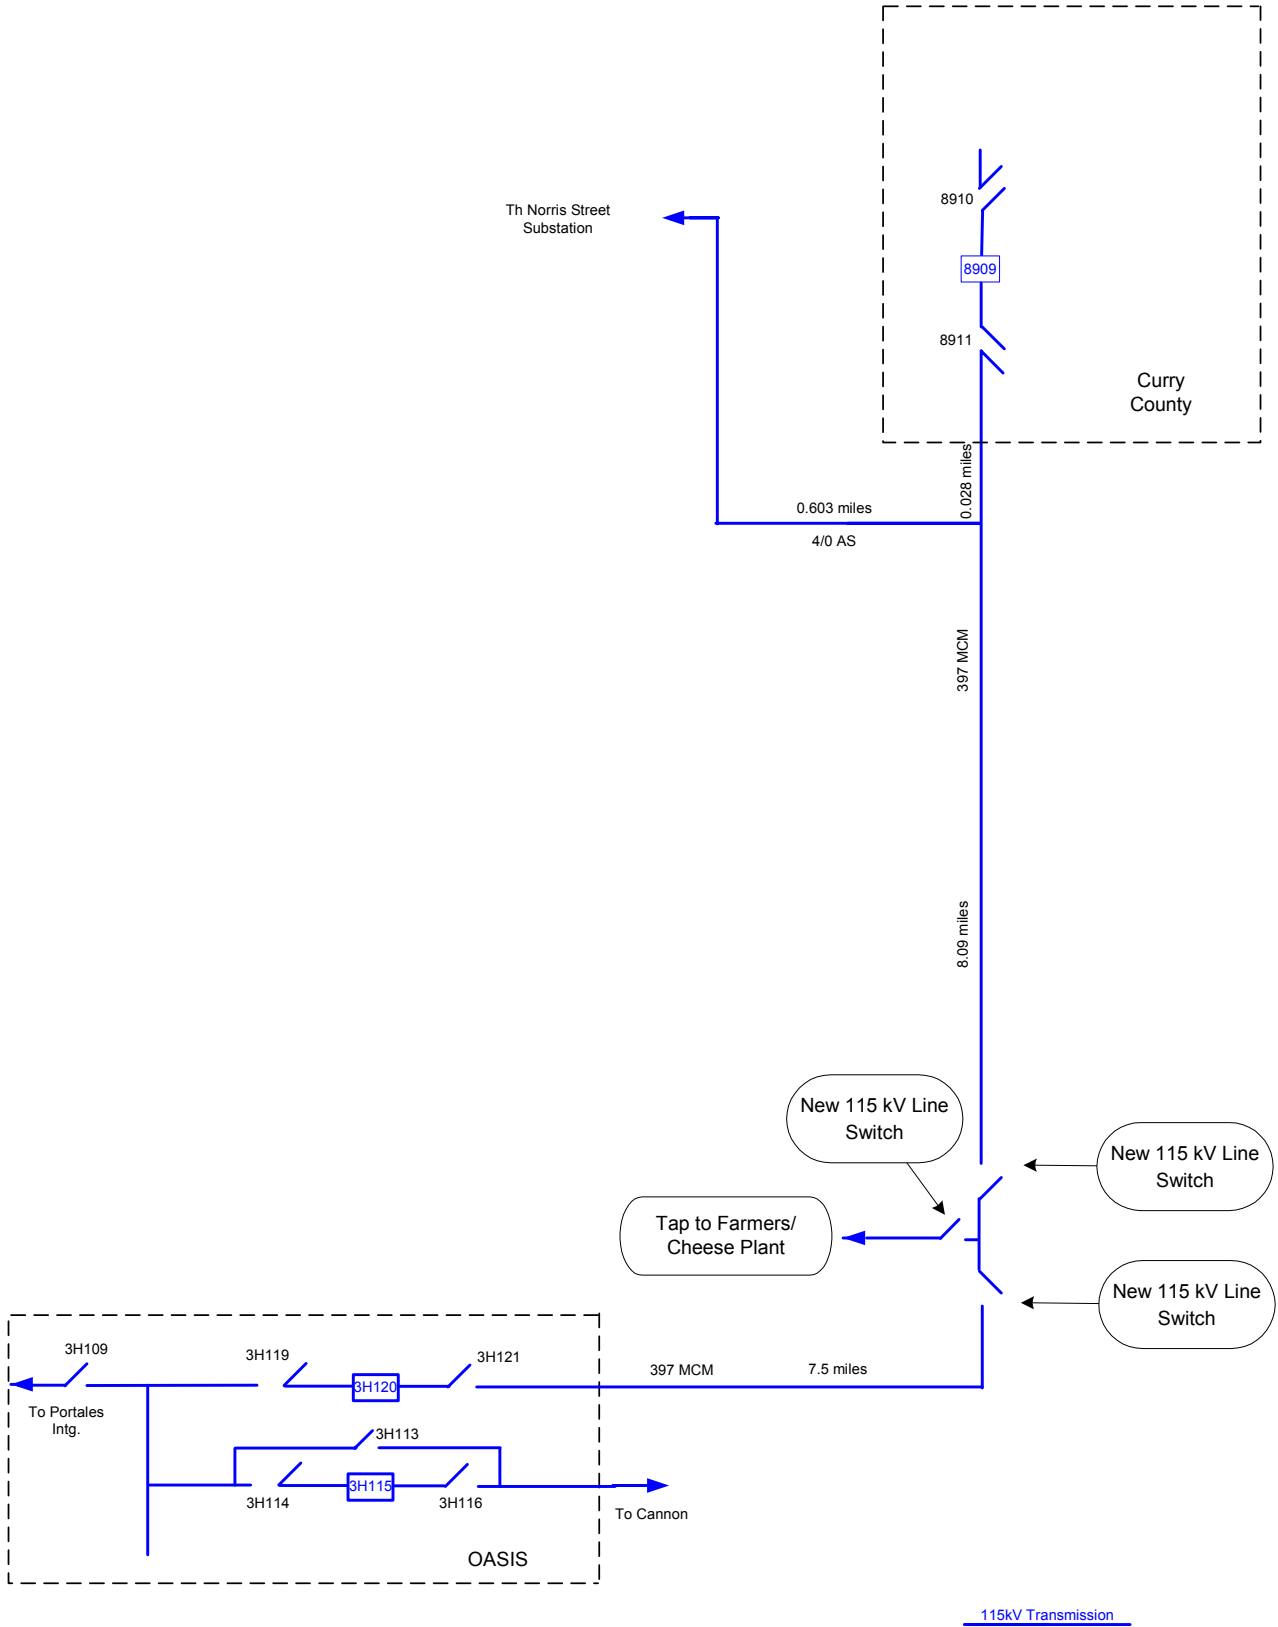 8910
Th Norris Street
Substation
8909
8911
Curry
County
0.028 miles
0.603 miles
4/0 AS
397 MCM
8.09 miles
New 115 kV Line
Switch
New 115 kV Line
Switch
Tap to Farmers/
Cheese Plant
New 115 kV Line
Switch
3H109
3H119
3H121
397 MCM
7.5 miles
3H120
To Portales
Intg.
3H113
3H115
3H114
3H116
To Cannon
OASIS
115kV Transmission